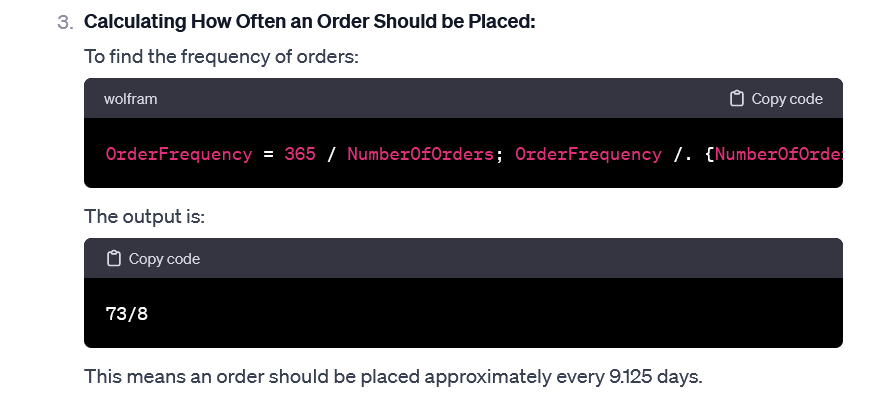 3. Calculating How Often an Order Should be Placed:
To find the frequency of orders:
wolfram Copy code
OrderFrequency = 365 / NumberOfOrders; OrderFrequency /. {NumberOfOrder
The output is:
Copy code
73/8
This means an order should be placed approximately every 9.125 days.